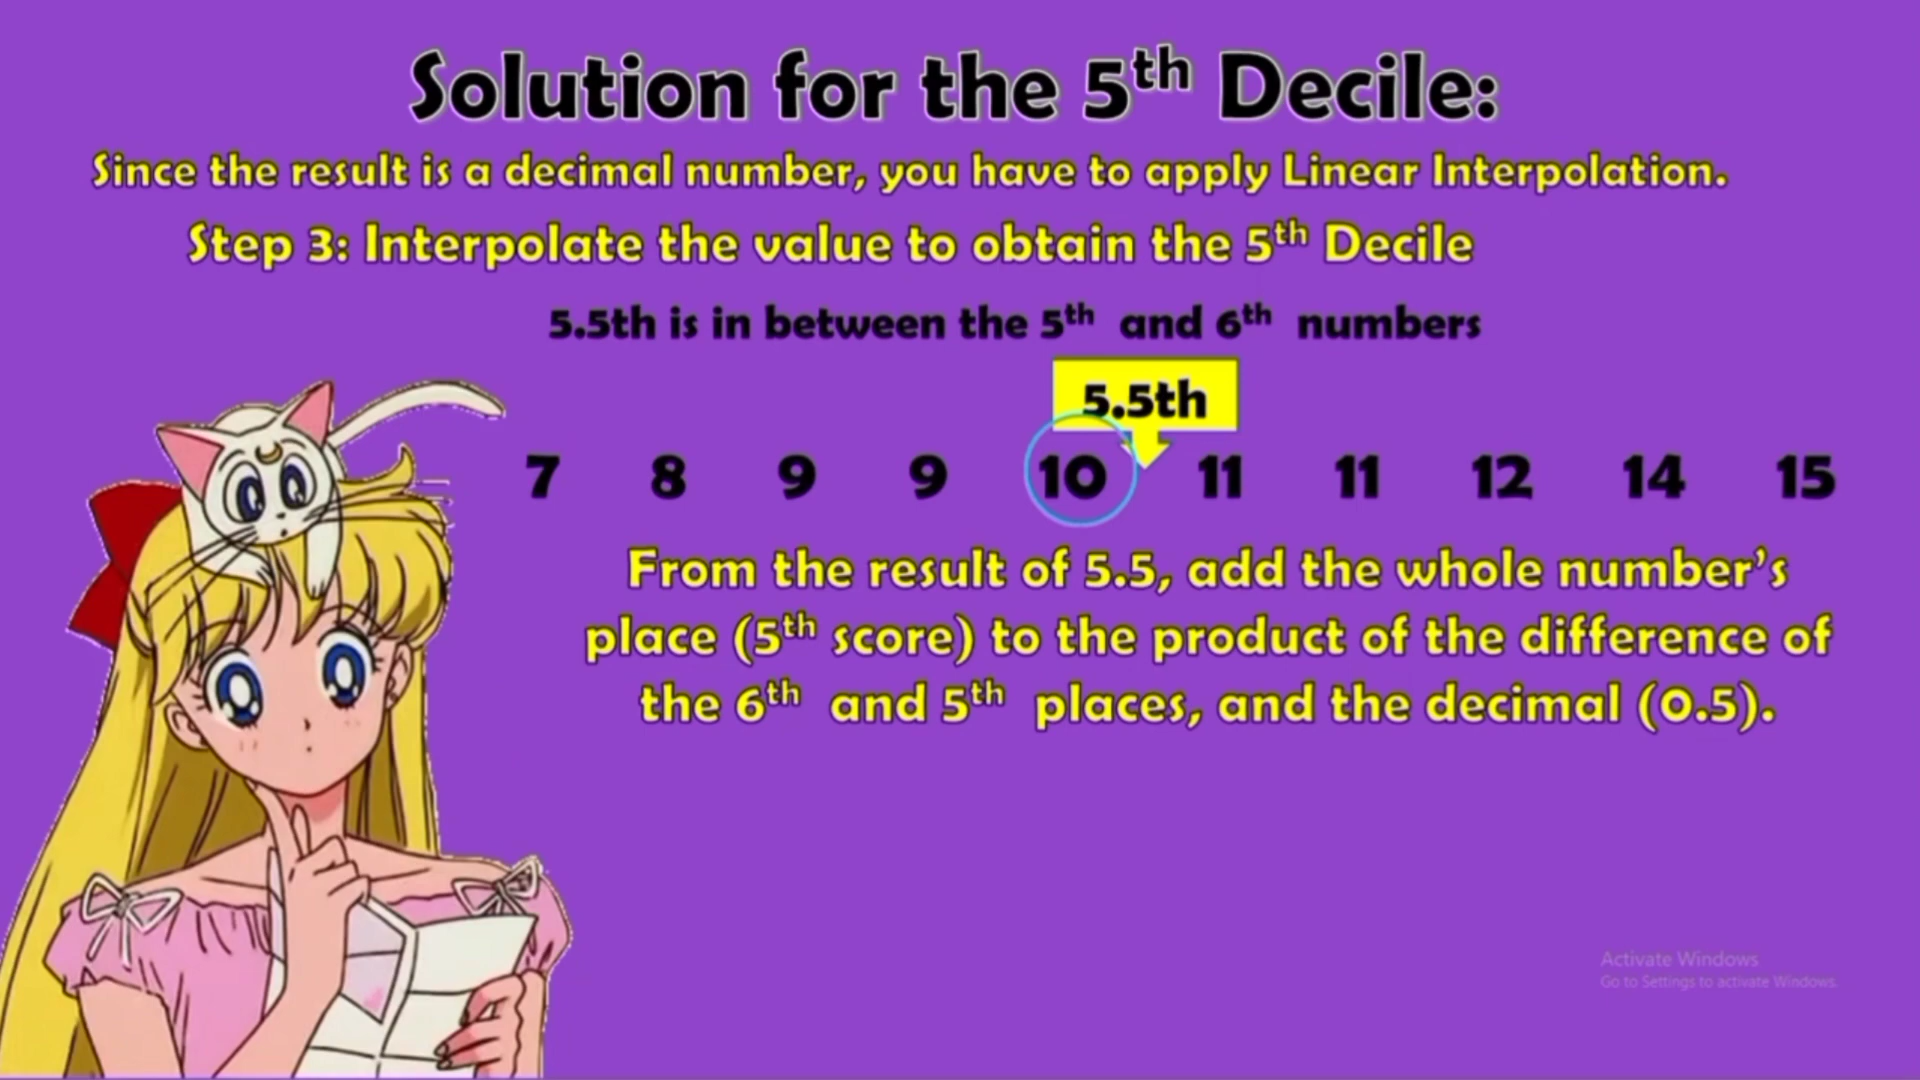 Solution for the 5th Decile:
Since the result is a decimal number, you have to apply Linear Interpolation.
Step 3: Interpolate the value to obtain the 5th Decile
5.5th is in between the 5th and 6th numbers
5.5th
7 8 9 9 10 11 11 12 14 15
From the result of 5.5, add the whole number's
place (5th score) to the product of the difference of
the 6th and 5th places, and the decimal (0.5).
Activate Windows
Go to Settings to activate Windows.